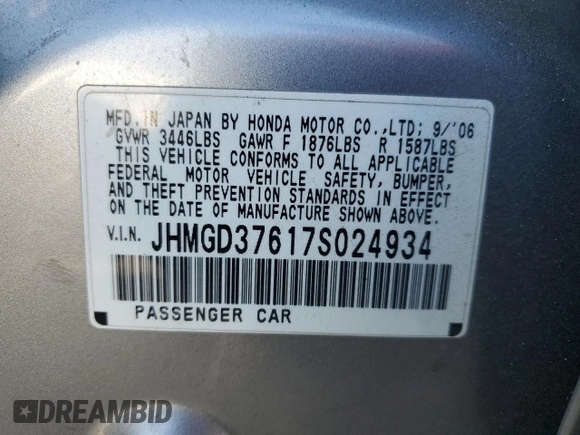 MFD.IN JAPAN BY HONDA MOTOR CO.,LTD; 9/'06
GVWR 3446LBS GAWR F 1876LBS R 1587LBS
THIS VEHICLE CONFORMS TO ALL APPLICABLE
FEDERAL MOTOR VEHICLE SAFETY, BUMPER,
AND THEFT PREVENTION STANDARDS IN EFFECT
ON THE DATE OF MANUFACTURE SHOWN ABOVE.
V.I.N. JHMGD37617S024934
PASSENGER CAR
DREAMBID